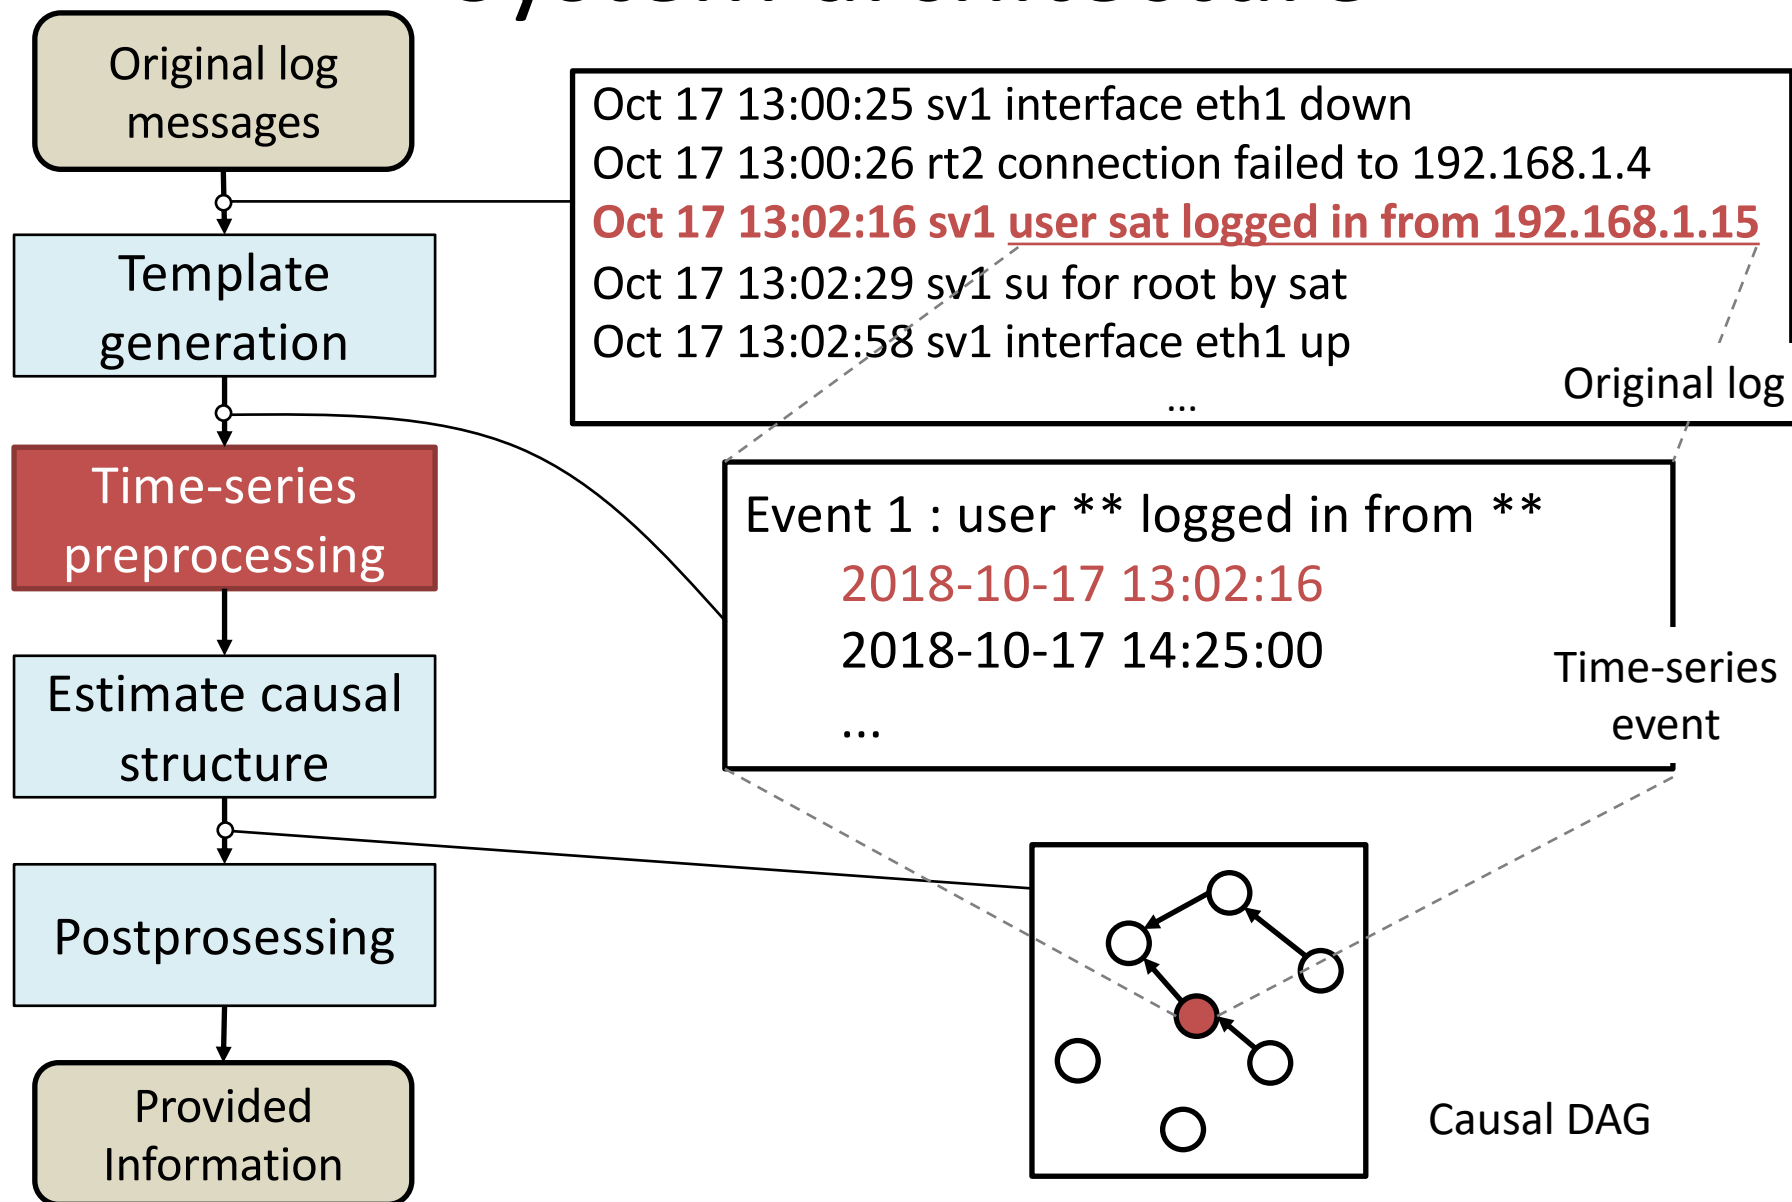 System architecture
Original log
messages
Template
generation
Time-series
preprocessing
Estimate causal
structure
Postprosessing
Provided
Information
Oct 17 13:00:25 sv1 interface eth1 down
Oct 17 13:00:26 rt2 connection failed to 192.168.1.4
Oct 17 13:02:16 sv1 user sat logged in from 192.168.1.15
Oct 17 13:02:29 sv1 su for root by sat
Oct 17 13:02:58 sv1 interface eth1 up
...
Original log
Event 1 : user ** logged in from **
2018-10-17 13:02:16
2018-10-17 14:25:00
...
Time-series
event
Causal DAG